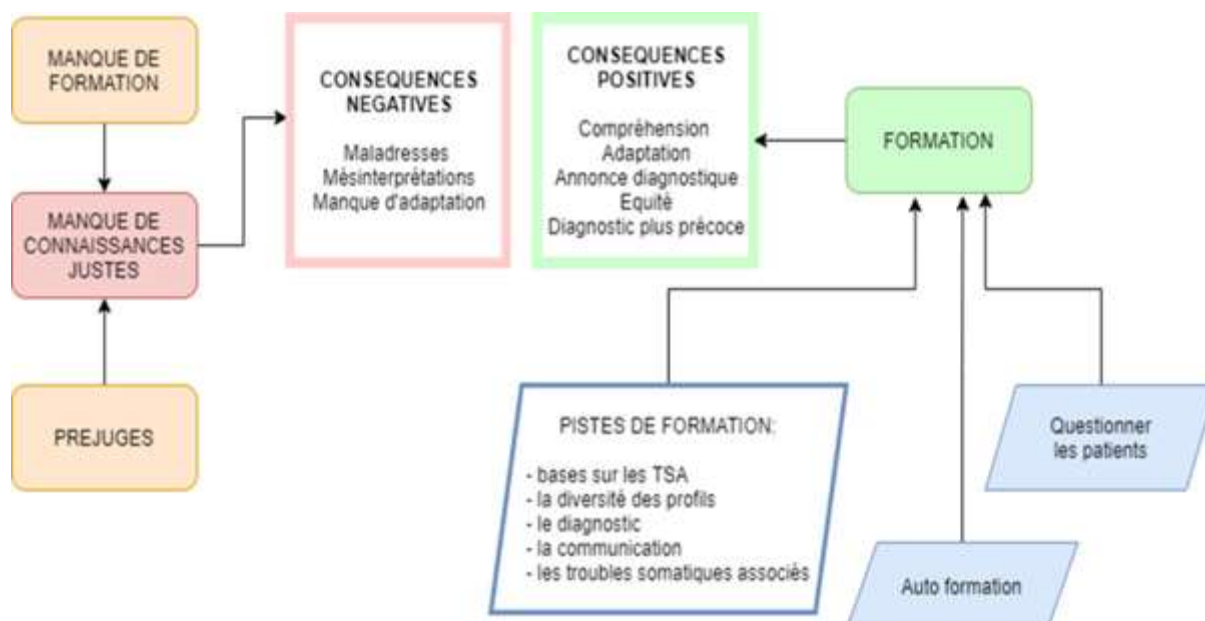 MANQUE DE
FORMATION
MANQUE DE
CONNAISSANCES
JUSTES
PREJUGES
CONSEQUENCES
NEGATIVES
Maladresses
Mésinterprétations
Manque d'adaptation
CONSEQUENCES
POSITIVES
Compréhension
Adaptation
Annonce diagnostique
Equité
Diagnostic plus précoce
FORMATION
PISTES DE FORMATION:
- bases sur les TSA
- la diversité des profils
- le diagnostic
- la communication
- les troubles somatiques associés
Auto formation
Questionner
les patients